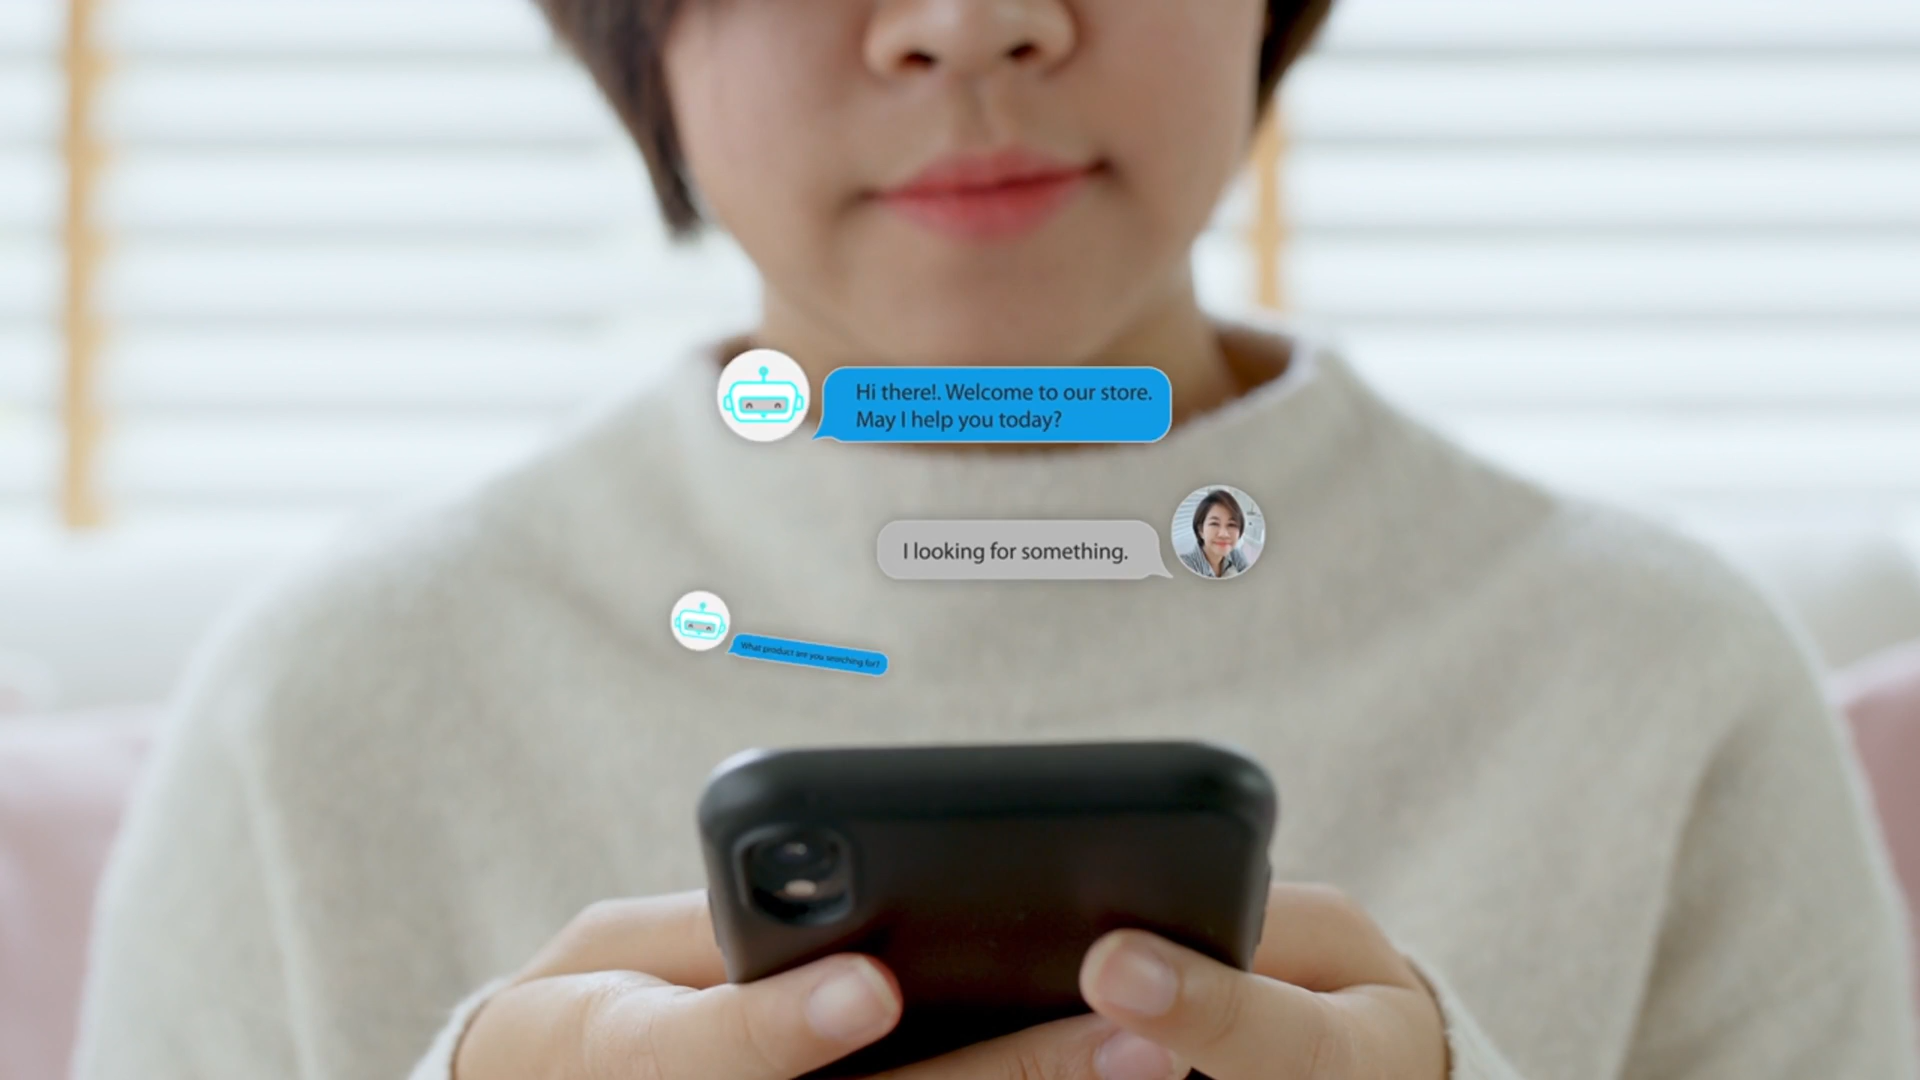 Hi there!. Welcome to our store.
May I help you today?
I looking for something.
What product are you searching for?